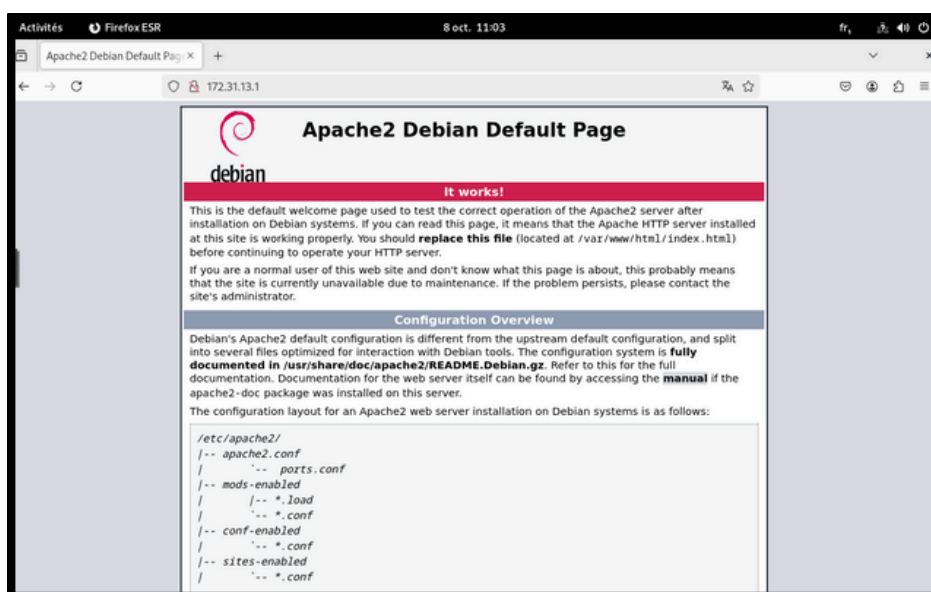 Activités Firefox ESR 8 oct. 11:03 fr₁
Apache2 Debian Default Pag × +
172.31.13.1
debian
Apache2 Debian Default Page
It works!
This is the default welcome page used to test the correct operation of the Apache2 server after
installation on Debian systems. If you can read this page, it means that the Apache HTTP server installed
at this site is working properly. You should replace this file (located at /var/www/html/index.html)
before continuing to operate your HTTP server.
If you are a normal user of this web site and don't know what this page is about, this probably means
that the site is currently unavailable due to maintenance. If the problem persists, please contact the
site's administrator.
Configuration Overview
Debian's Apache2 default configuration is different from the upstream default configuration, and split
into several files optimized for interaction with Debian tools. The configuration system is fully
documented in /usr/share/doc/apache2/README.Debian.gz. Refer to this for the full
documentation. Documentation for the web server itself can be found by accessing the manual if the
apache2-doc package was installed on this server.
The configuration layout for an Apache2 web server installation on Debian systems is as follows:
/etc/apache2/
|-- apache2.conf
|       `-- ports.conf
|-- mods-enabled
|       |-- *.load
|       `-- *.conf
|-- conf-enabled
|       `-- *.conf
|-- sites-enabled
|       `-- *.conf